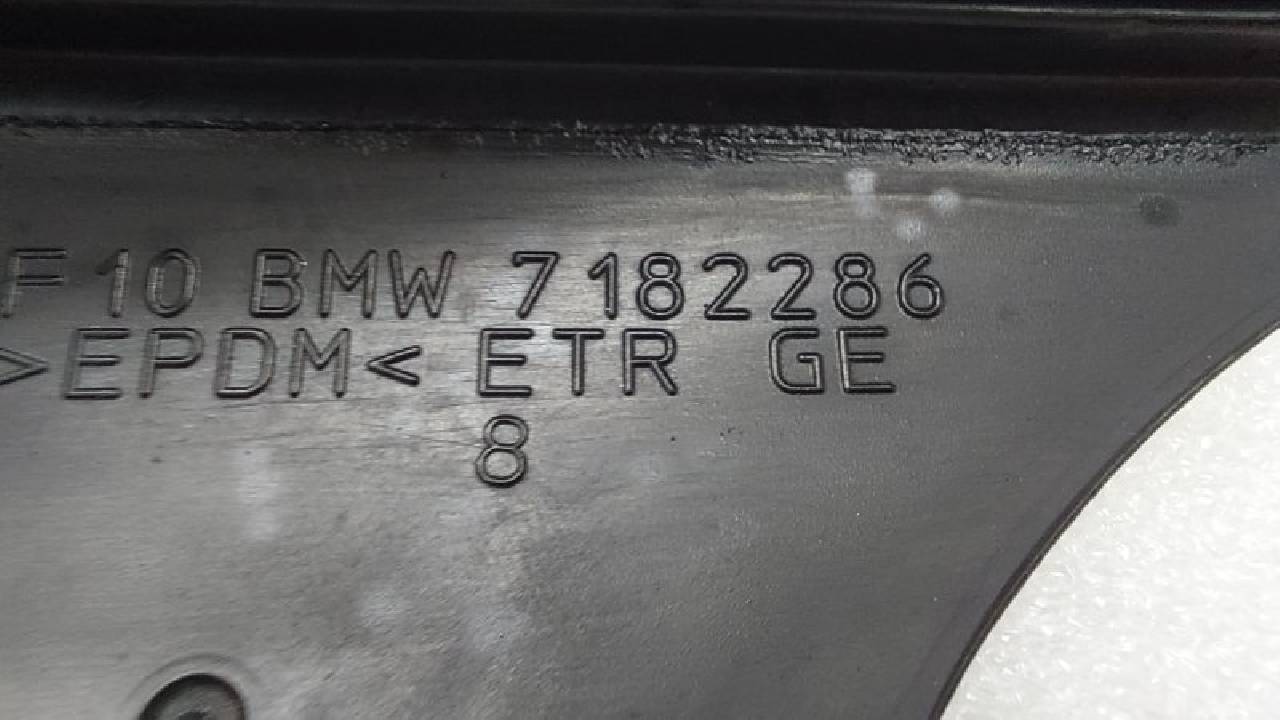 F10 BMW 7182286
>EPDM< ETR GE
8